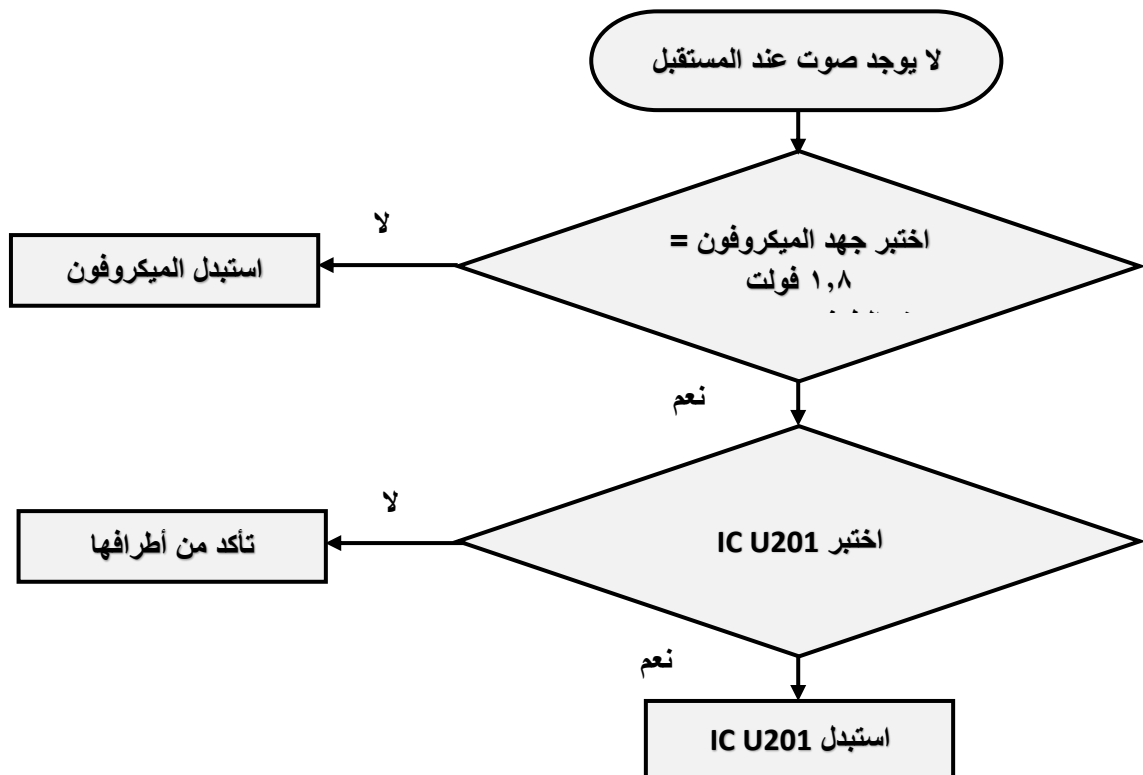 لا يوجد صوت عند المستقبل
اختبر جهد الميكروفون =
١,٨ فولت
لا
استبدل الميكروفون
نعم
اختبر IC U201
لا
تأكد من أطرافها
نعم
استبدل IC U201